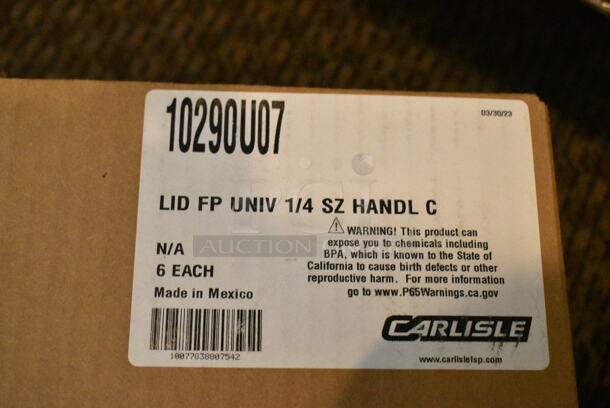 10290U07
03/30/23
LID FP UNIV 1/4 SZ HANDL C
N/A
6 EACH
Made in Mexico
⚠ WARNING! This product can
expose you to chemicals including
BPA, which is known to the State of
California to cause birth defects or other
reproductive harm. For more information
go to www.P65Warnings.ca.gov
10077838807542
CARLISLE
www.carlislefsp.com
PCI
AUCTION